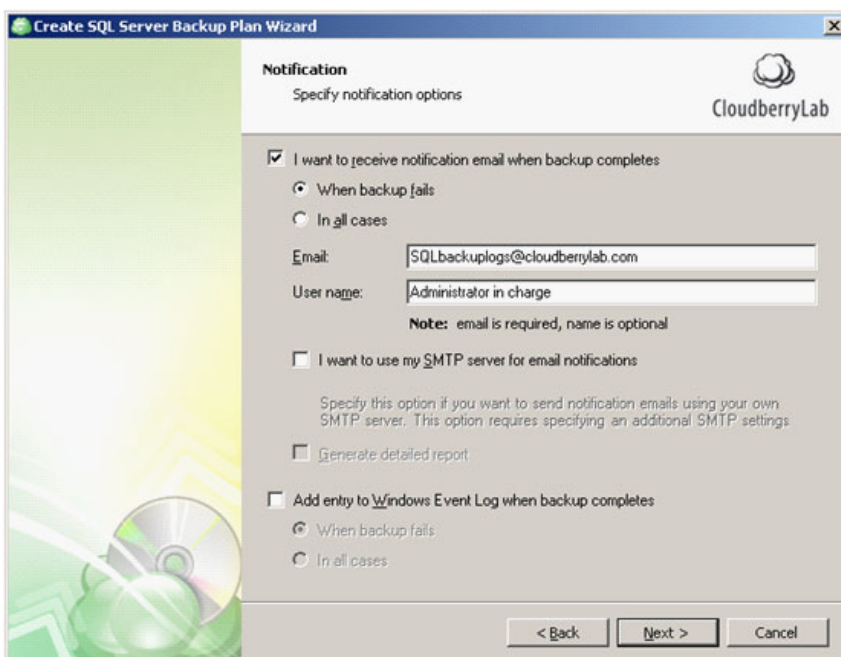 Create SQL Server Backup Plan Wizard
Notification
Specify notification options
CloudberryLab
I want to receive notification email when backup completes
When backup fails
In all cases
Email:
SQLbackuplogs@cloudberrylab.com
User name:
Administrator in charge
Note: email is required, name is optional
I want to use my SMTP server for email notifications
Specify this option if you want to send notification emails using your own
SMTP server. This option requires specifying an additional SMTP settings
Generate detailed report
Add entry to Windows Event Log when backup completes
When backup fails
In all cases
< Back
Next >
Cancel